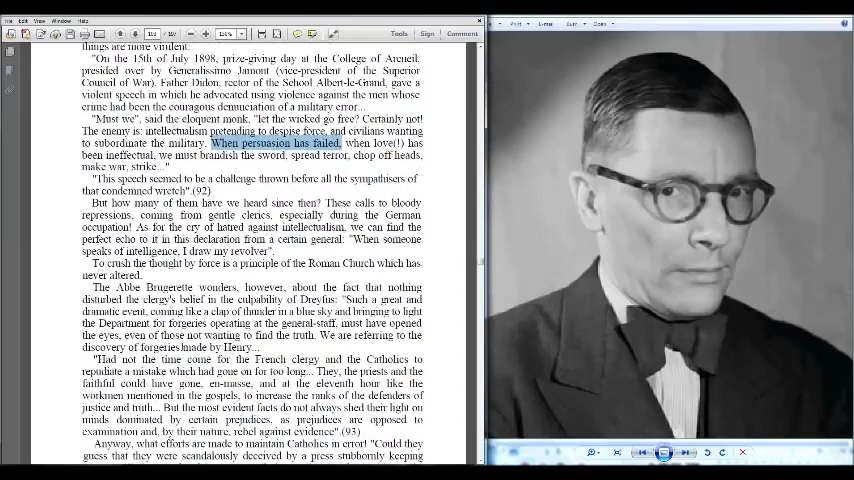 File Edit View Window Help
Print E-mail Burn Open
193 / 197
136%
Tools Sign Comment
things are more virulent:
"On the 15th of July 1898, prize-giving day at the College of Arcueil,
presided over by Generalissimo Jamont (vice-president of the Superior
Council of War), Father Didon, rector of the School Albert-le-Grand, gave a
violent speech in which he advocated using violence against the men whose
crime had been the couragous denunciation of a military error...
"Must we", said the eloquent monk, "let the wicked go free? Certainly not!
The enemy is: intellectualism pretending to despise force, and civilians wanting
to subordinate the military. When persuasion has failed, when love(!) has
been ineffectual, we must brandish the sword, spread terror, chop off heads,
make war, strike..."
"This speech seemed to be a challenge thrown before all the sympathisers of
that condemned wretch".(92)
But how many of them have we heard since then? These calls to bloody
repressions, coming from gentle clerics, especially during the German
occupation! As for the cry of hatred against intellectualism, we can find the
perfect echo to it in this declaration from a certain general: "When someone
speaks of intelligence, I draw my revolver".
To crush the thought by force is a principle of the Roman Church which has
never altered.
The Abbe Brugerette wonders, however, about the fact that nothing
disturbed the clergy's belief in the culpability of Dreyfus: "Such a great and
dramatic event, coming like a clap of thunder in a blue sky and bringing to light
the Department for forgeries operating at the general-staff, must have opened
the eyes, even of those not wanting to find the truth. We are referring to the
discovery of forgeries made by Henry...
"Had not the time come for the French clergy and the Catholics to
repudiate a mistake which had gone on for too long... They, the priests and the
faithful could have gone, en-masse, and at the eleventh hour like the
workmen mentioned in the gospels, to increase the ranks of the defenders of
justice and truth... But the most evident facts do not always shed their light on
minds dominated by certain prejudices, as prejudices are opposed to
examination and, by their nature, rebel against evidence".(93)
Anyway, what efforts are made to maintain Catholics in error! "Could they
guess that they were scandalously deceived by a press stubbornly keeping